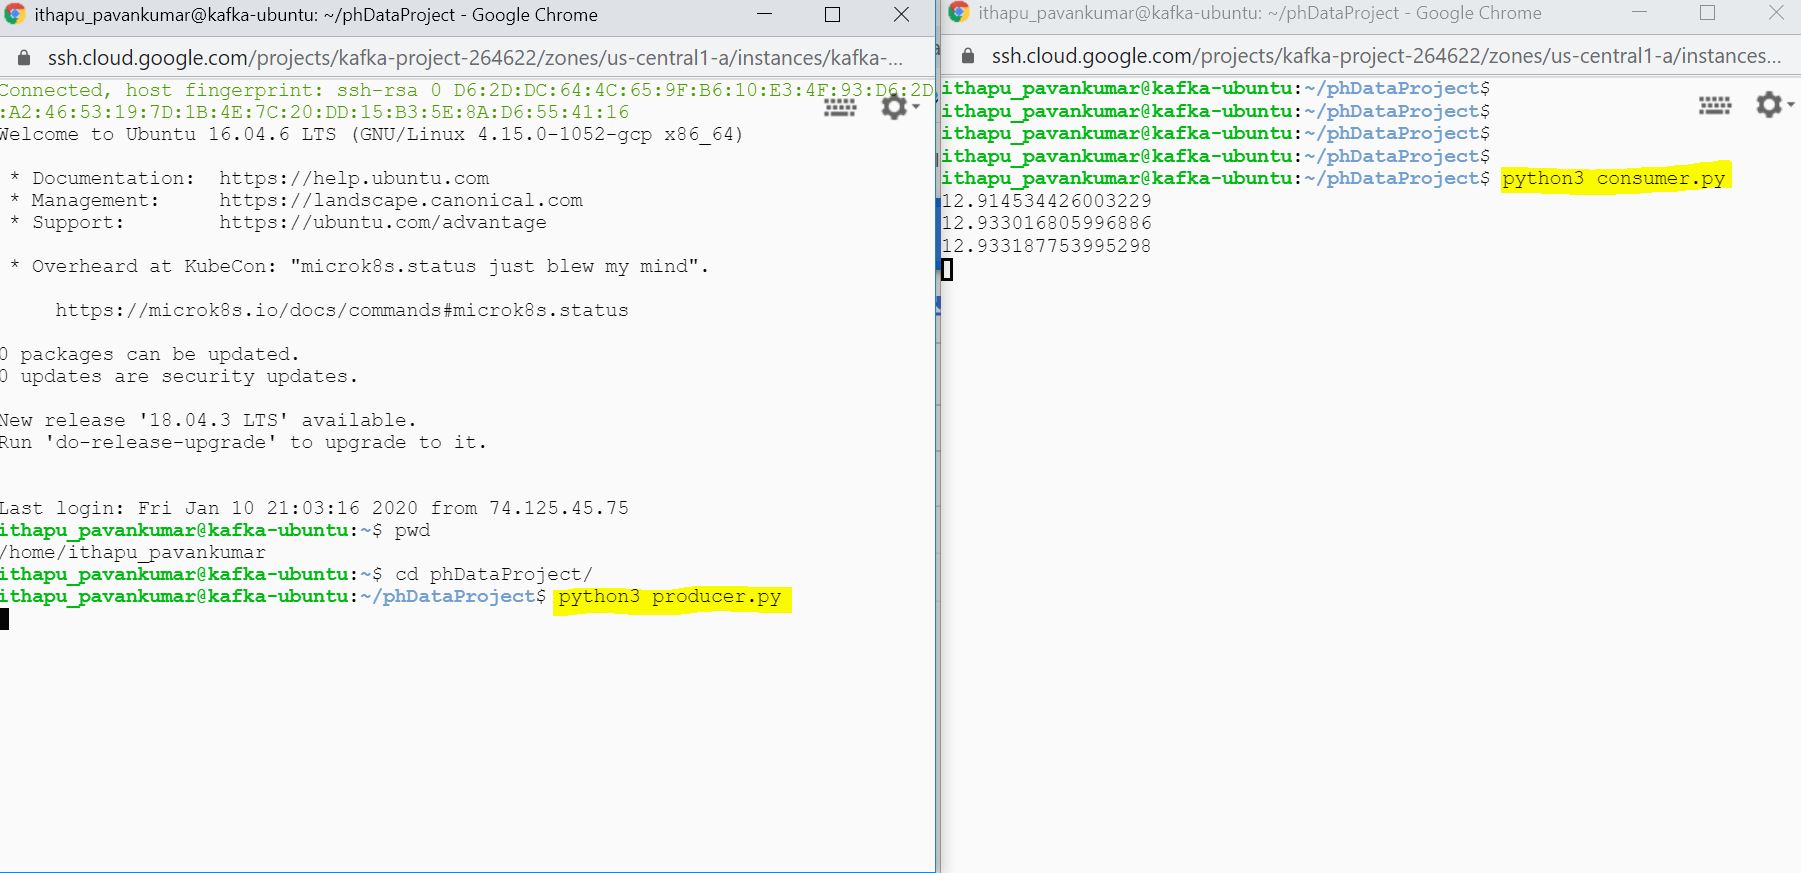 ithapu_pavankumar@kafka-ubuntu: ~/phDataProject - Google Chrome
ssh.cloud.google.com/projects/kafka-project-264622/zones/us-central1-a/instances/kafka-...
Connected, host fingerprint: ssh-rsa 0 D6:2D:DC:64:4C:65:9F:B6:10:E3:4F:93:D6:2D
:A2:46:53:19:7D:1B:4E:7C:20:DD:15:B3:5E:8A:D6:55:41:16
Welcome to Ubuntu 16.04.6 LTS (GNU/Linux 4.15.0-1052-gcp x86_64)
* Documentation:  https://help.ubuntu.com
* Management:     https://landscape.canonical.com
* Support:        https://ubuntu.com/advantage
* Overheard at KubeCon: "microk8s.status just blew my mind".
https://microk8s.io/docs/commands#microk8s.status
0 packages can be updated.
0 updates are security updates.
New release '18.04.3 LTS' available.
Run 'do-release-upgrade' to upgrade to it.
Last login: Fri Jan 10 21:03:16 2020 from 74.125.45.75
ithapu_pavankumar@kafka-ubuntu:~$ pwd
/home/ithapu_pavankumar
ithapu_pavankumar@kafka-ubuntu:~$ cd phDataProject/
ithapu_pavankumar@kafka-ubuntu:~/phDataProject$ python3 producer.py
ithapu_pavankumar@kafka-ubuntu: ~/phDataProject - Google Chrome
ssh.cloud.google.com/projects/kafka-project-264622/zones/us-central1-a/instances...
ithapu_pavankumar@kafka-ubuntu:~/phDataProject$
ithapu_pavankumar@kafka-ubuntu:~/phDataProject$
ithapu_pavankumar@kafka-ubuntu:~/phDataProject$
ithapu_pavankumar@kafka-ubuntu:~/phDataProject$
ithapu_pavankumar@kafka-ubuntu:~/phDataProject$ python3 consumer.py
12.914534426003229
12.933016805996886
12.933187753995298